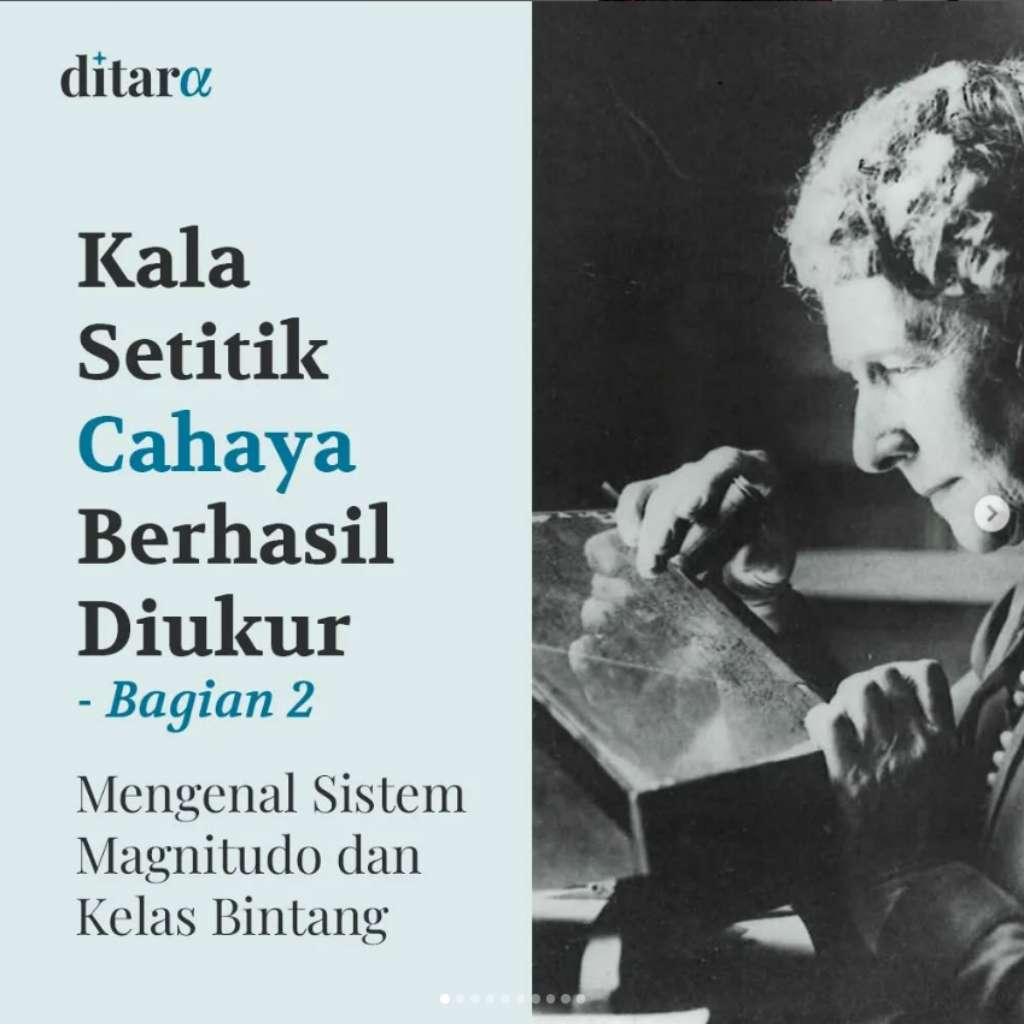 ditarα
Kala
Setitik
Cahaya
Berhasil
Diukur
- Bagian 2
Mengenal Sistem
Magnitudo dan
Kelas Bintang